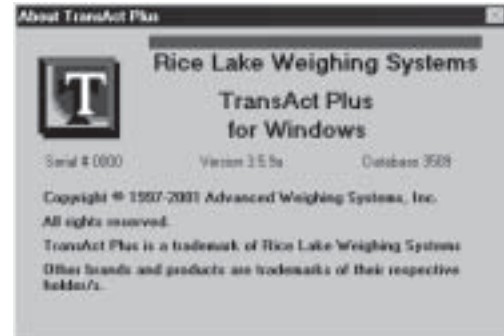 About TransAct Plus
T
Rice Lake Weighing Systems
TransAct Plus
for Windows
Serial # 0000 Version 3.5.9a Database 3509
Copyright © 1997-2001 Advanced Weighing Systems, Inc.
All rights reserved.
TransAct Plus is a trademark of Rice Lake Weighing Systems
Other brands and products are trademarks of their respective
holder/s.